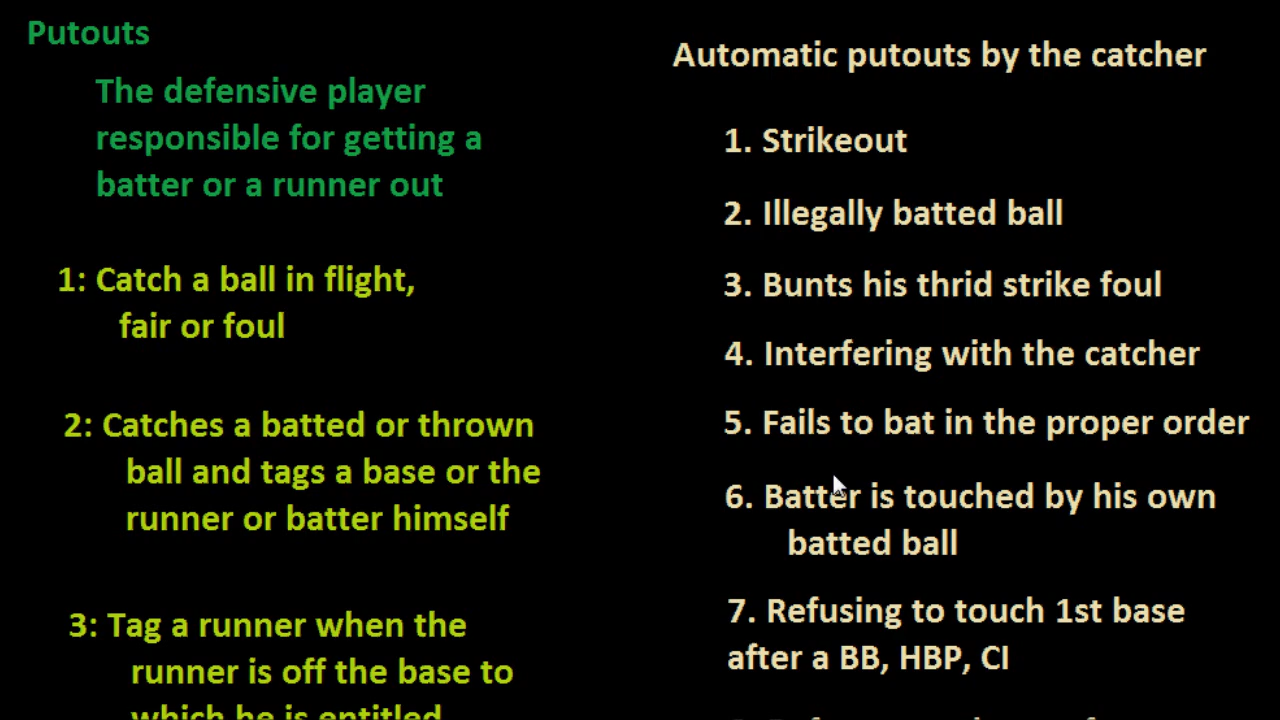 Putouts
The defensive player
responsible for getting a
batter or a runner out
1: Catch a ball in flight,
fair or foul
2: Catches a batted or thrown
ball and tags a base or the
runner or batter himself
3: Tag a runner when the
runner is off the base to
which he is entitled
Automatic putouts by the catcher
1. Strikeout
2. Illegally batted ball
3. Bunts his thrid strike foul
4. Interfering with the catcher
5. Fails to bat in the proper order
6. Batter is touched by his own
batted ball
7. Refusing to touch 1st base
after a BB, HBP, CI